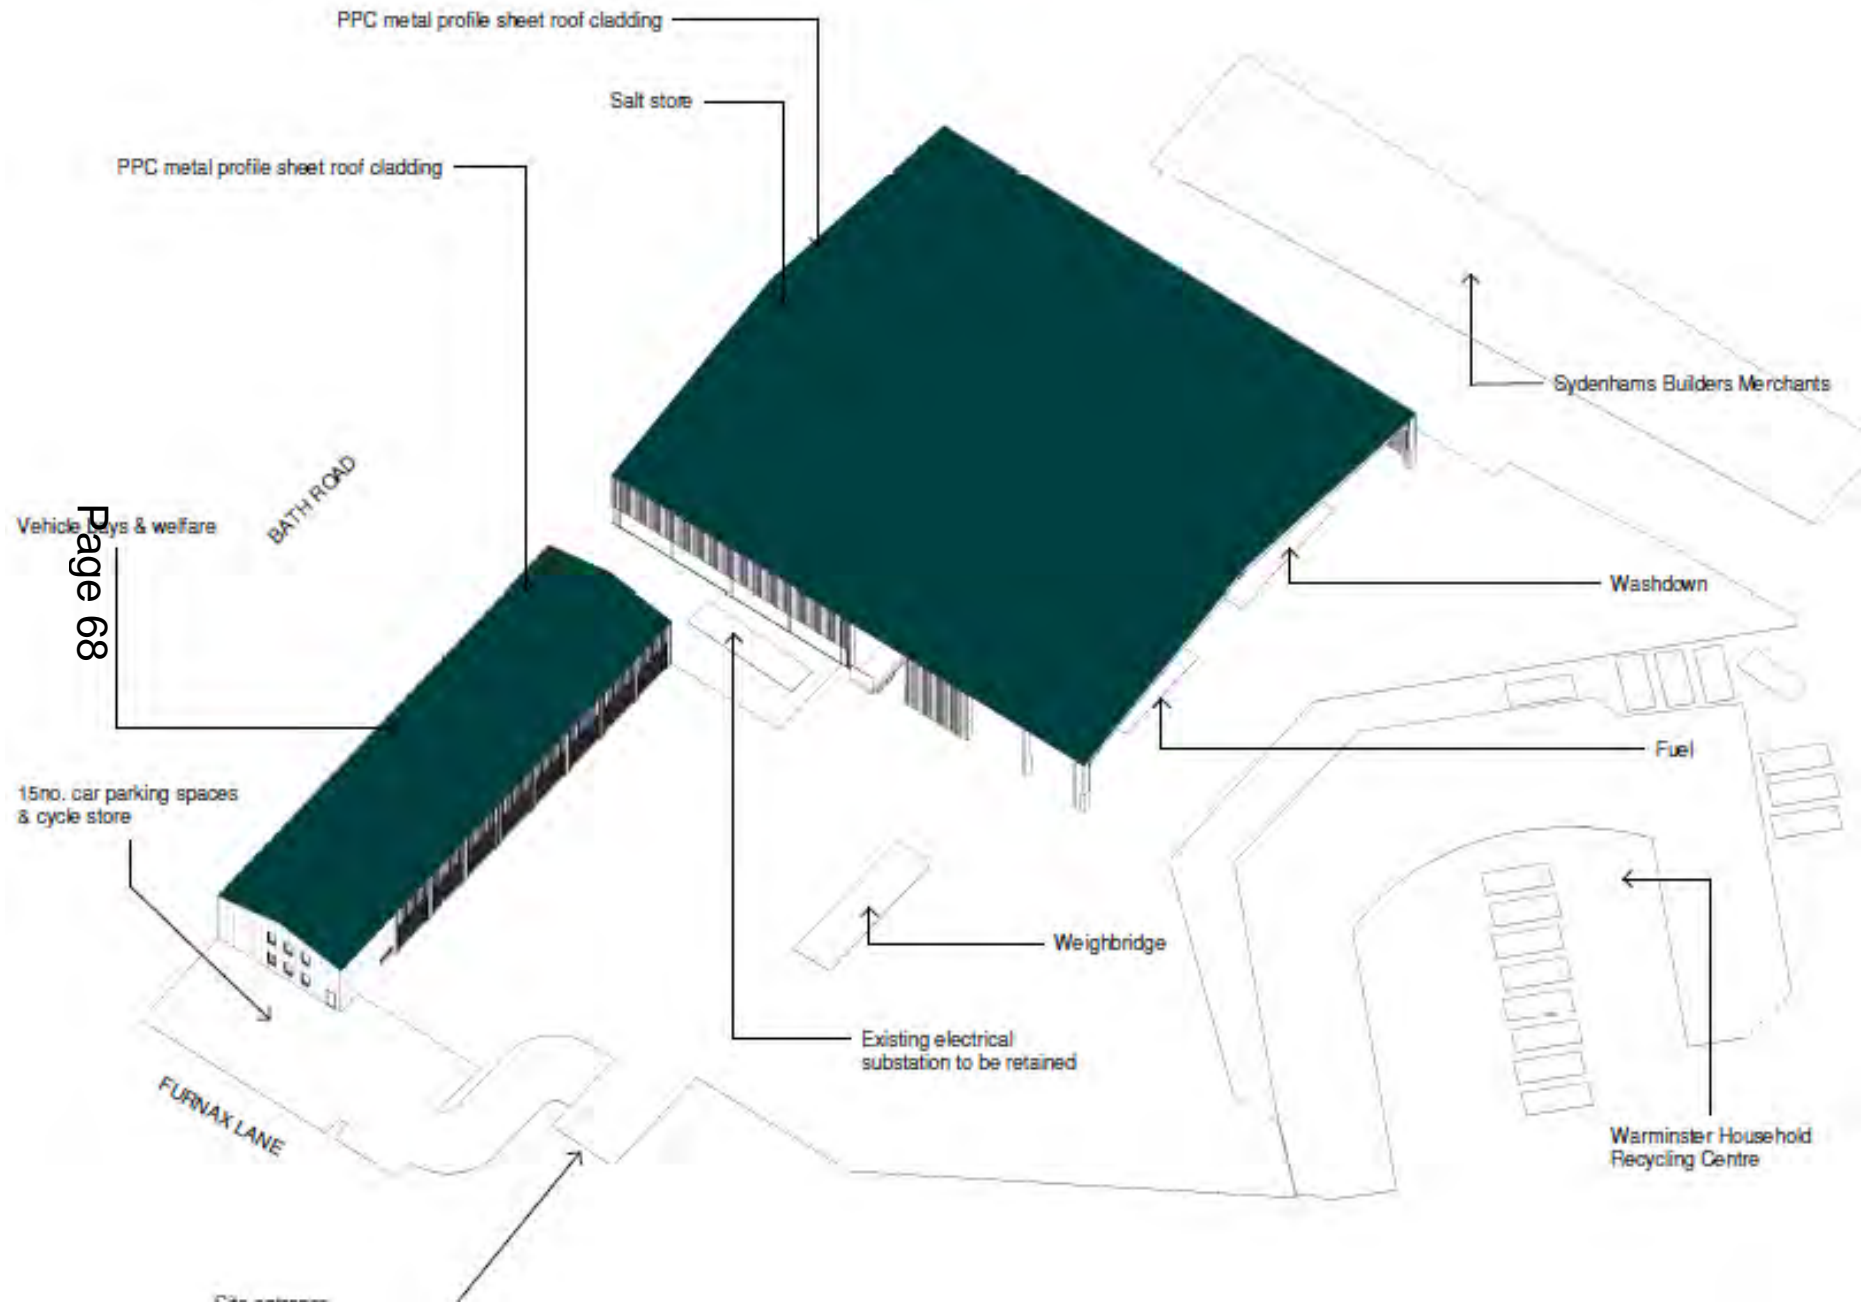 PPC metal profile sheet roof cladding
Salt store
PPC metal profile sheet roof cladding
Sydenhams Builders Merchants
BATH ROAD
Vehicle bays & welfare
Page 68
Washdown
Fuel
15no. car parking spaces
& cycle store
Weighbridge
Existing electrical
substation to be retained
FURNAX LANE
Warminster Household
Recycling Centre
Site entrance